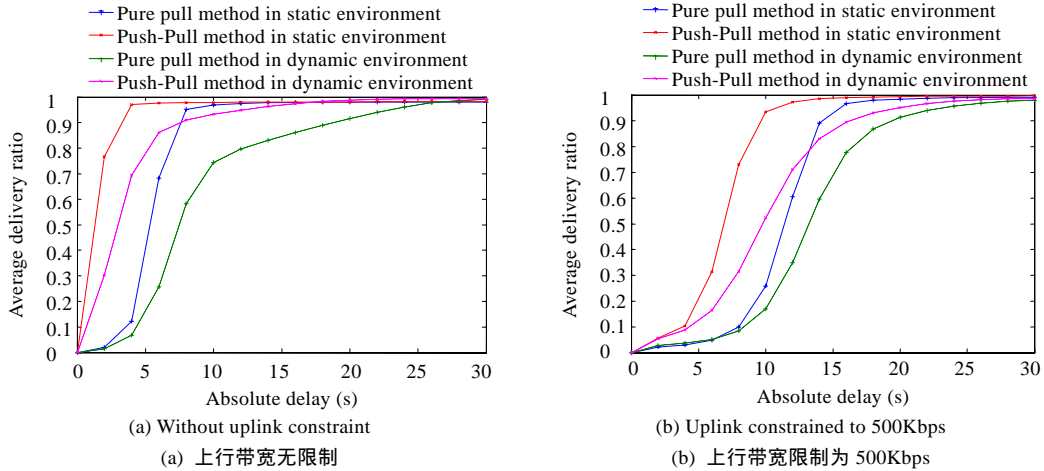 Pure pull method in static environment
Push-Pull method in static environment
Pure pull method in dynamic environment
Push-Pull method in dynamic environment
1
0.9
0.8
0.7
0.6
0.5
0.4
0.3
0.2
0.1
0
Average delivery ratio
0 5 10 15 20 25 30
Absolute delay (s)
(a) Without uplink constraint
(a) 上行带宽无限制
Pure pull method in static environment
Push-Pull method in static environment
Pure pull method in dynamic environment
Push-Pull method in dynamic environment
1
0.9
0.8
0.7
0.6
0.5
0.4
0.3
0.2
0.1
0
Average delivery ratio
0 5 10 15 20 25 30
Absolute delay (s)
(b) Uplink constrained to 500Kbps
(b) 上行带宽限制为 500Kbps